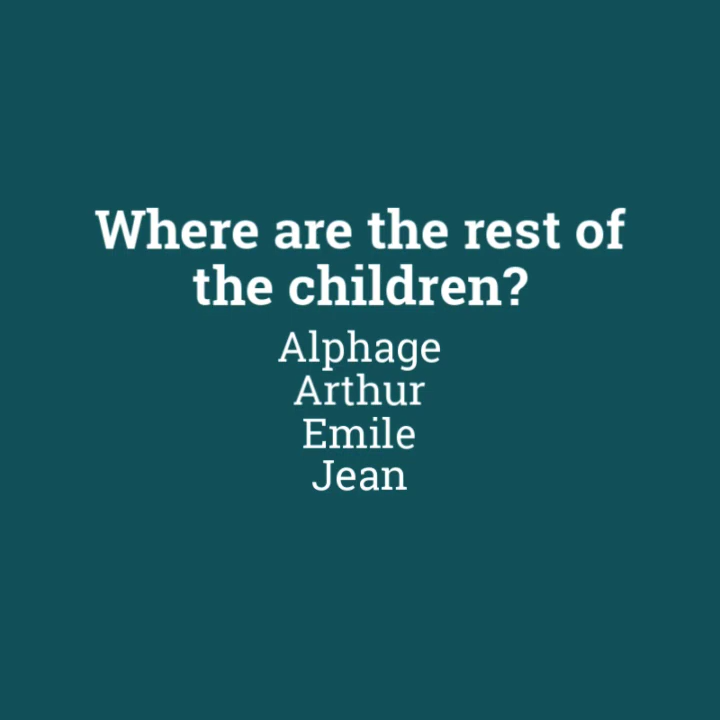 Where are the rest of
the children?
Alphage
Arthur
Emile
Jean